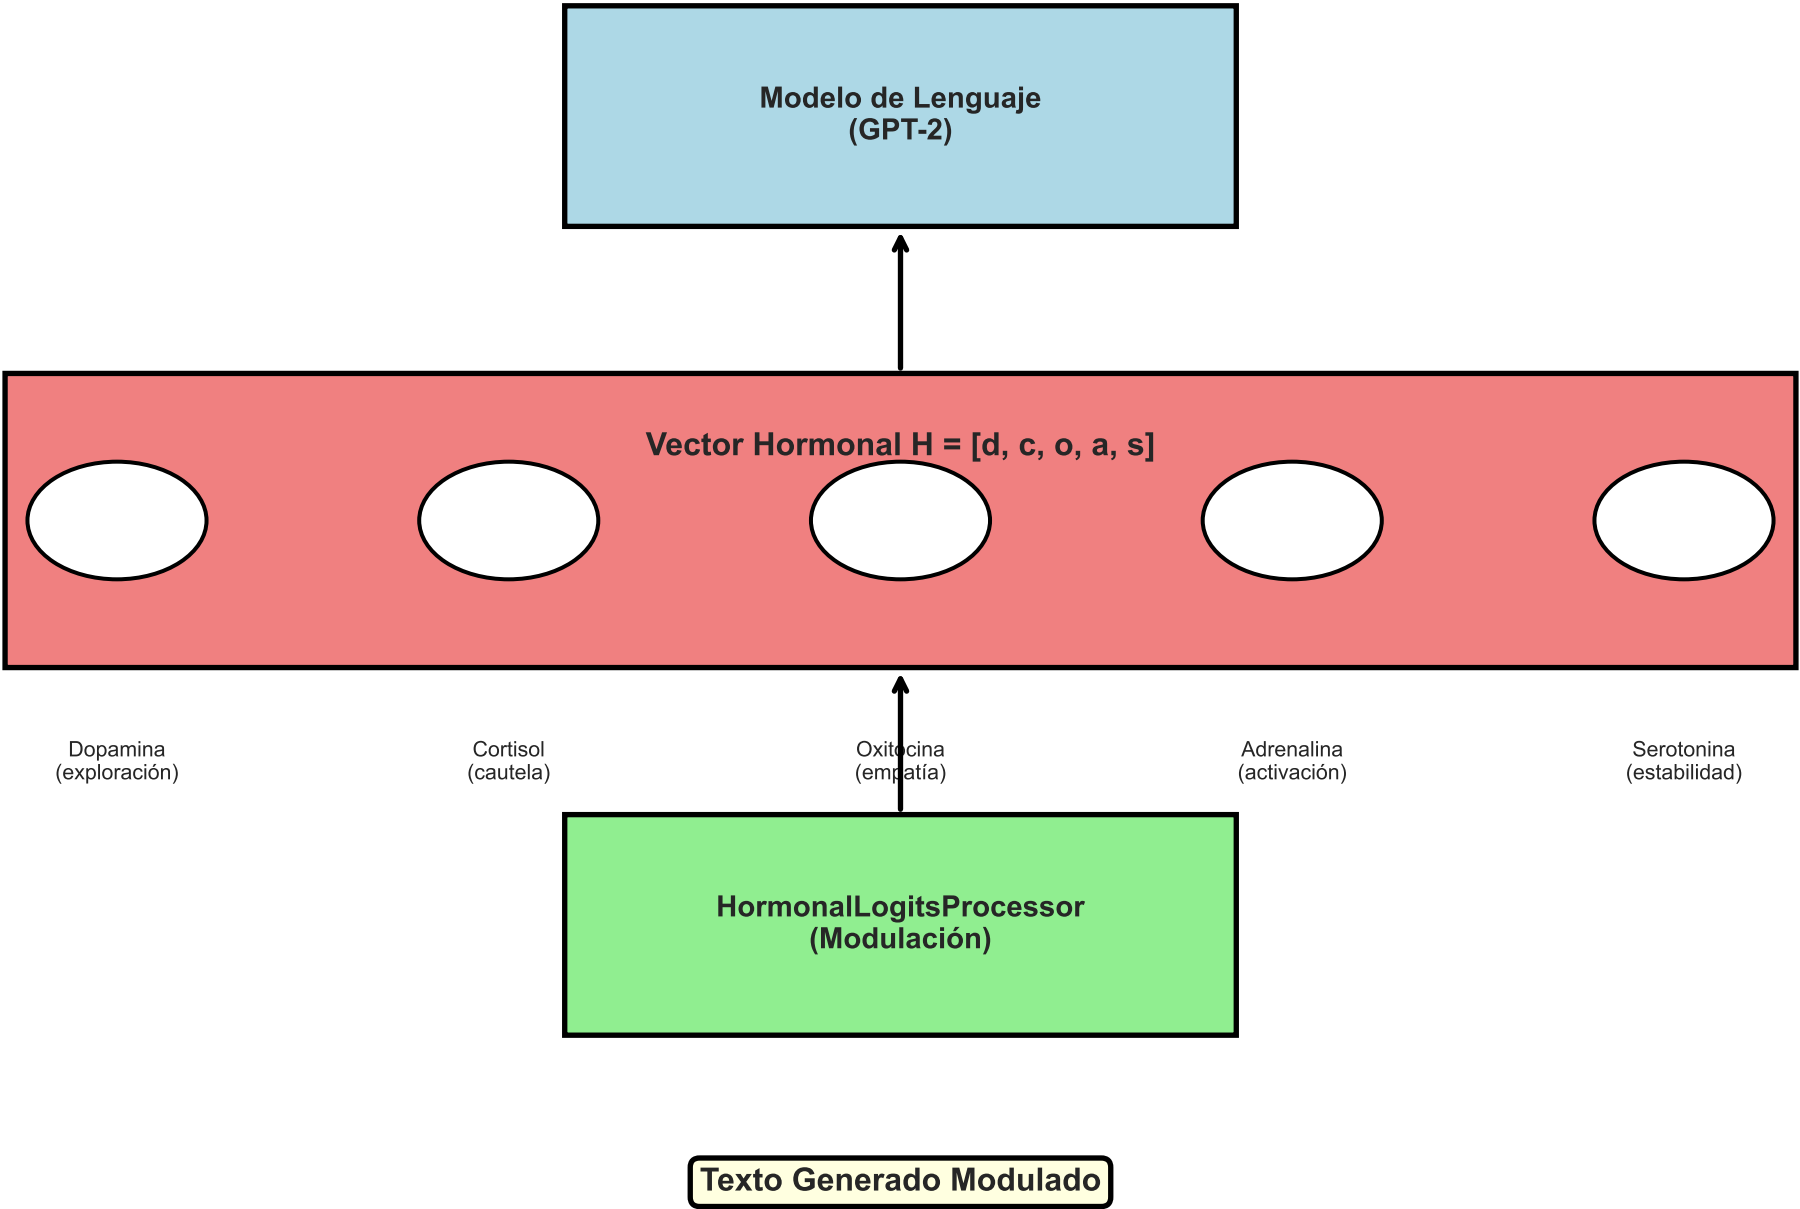 Modelo de Lenguaje
(GPT-2)
Vector Hormonal H = [d, c, o, a, s]
Dopamina
(exploración)
Cortisol
(cautela)
Oxitocina
(empatía)
Adrenalina
(activación)
Serotonina
(estabilidad)
HormonalLogitsProcessor
(Modulación)
Texto Generado Modulado